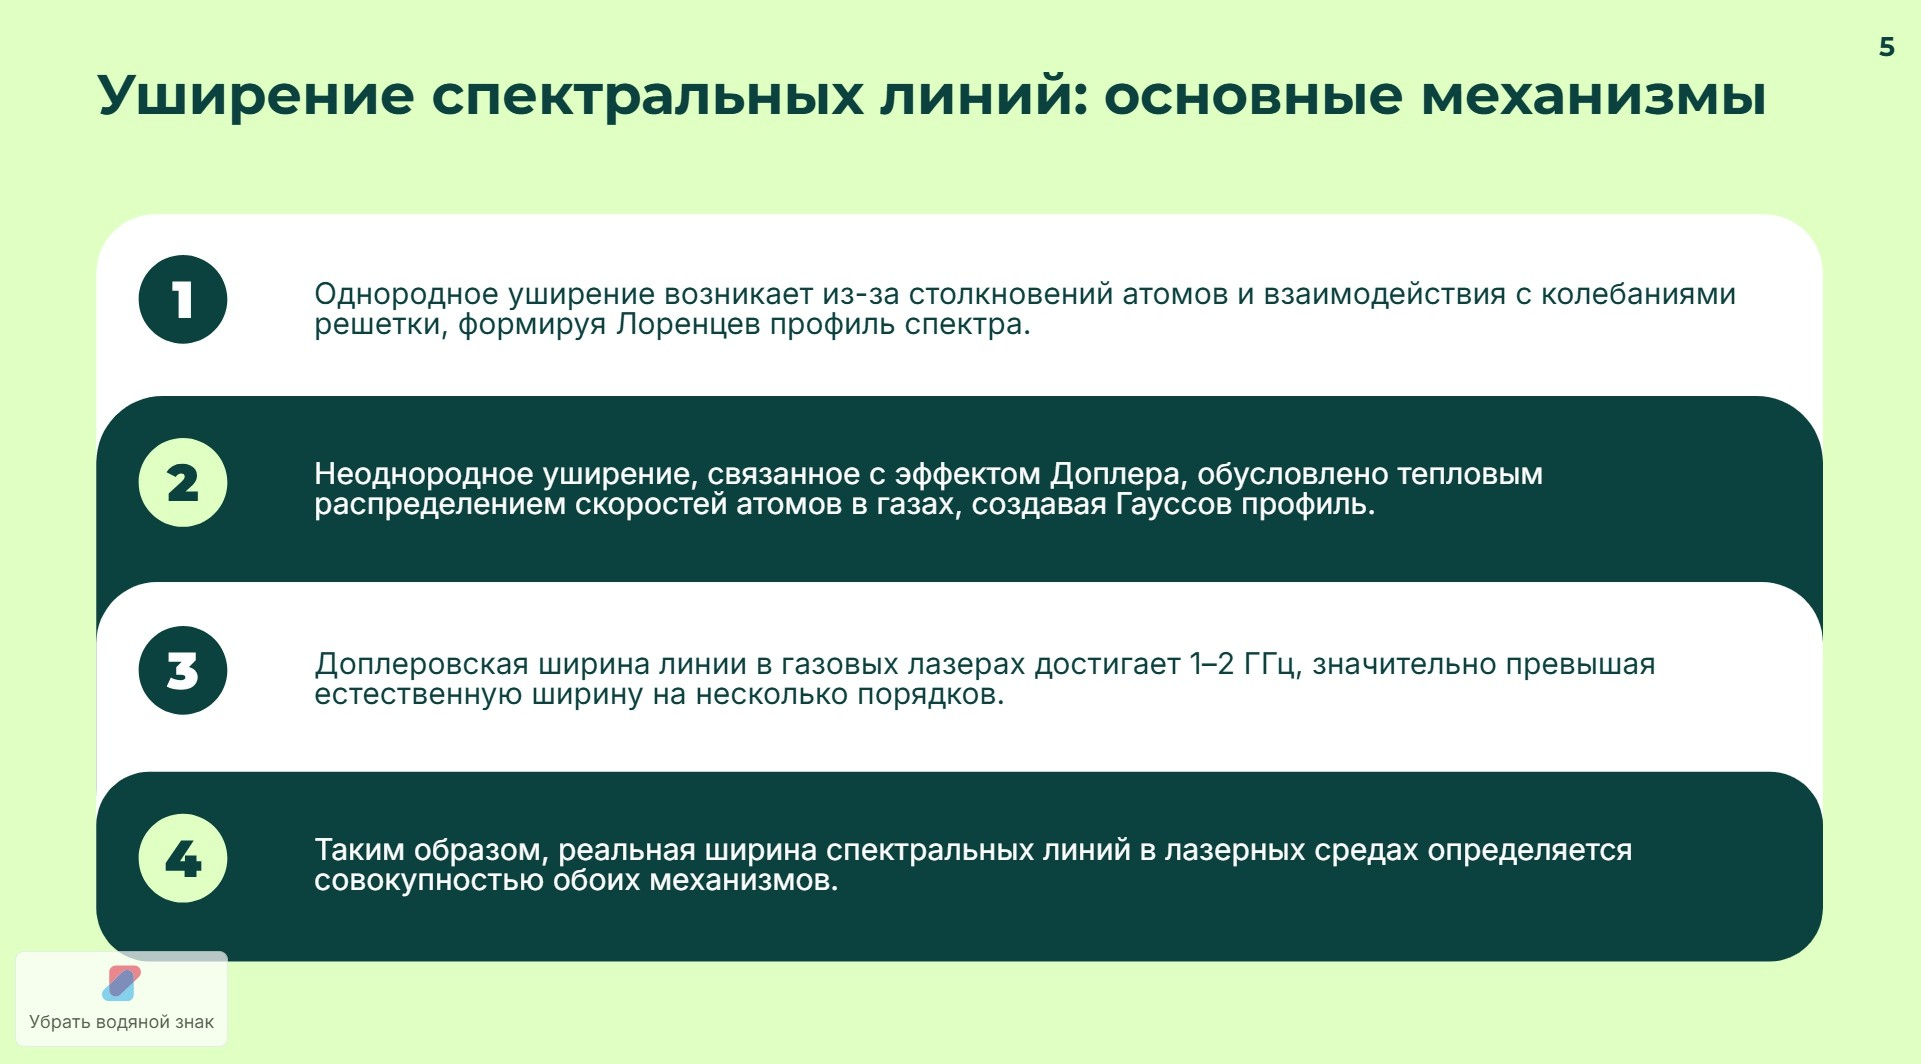 5
Уширение спектральных линий: основные механизмы
1
Однородное уширение возникает из-за столкновений атомов и взаимодействия с колебаниями
решетки, формируя Лоренцев профиль спектра.
2
Неоднородное уширение, связанное с эффектом Доплера, обусловлено тепловым
распределением скоростей атомов в газах, создавая Гауссов профиль.
3
Доплеровская ширина линии в газовых лазерах достигает 1–2 ГГц, значительно превышая
естественную ширину на несколько порядков.
4
Таким образом, реальная ширина спектральных линий в лазерных средах определяется
совокупностью обоих механизмов.
Убрать водяной знак